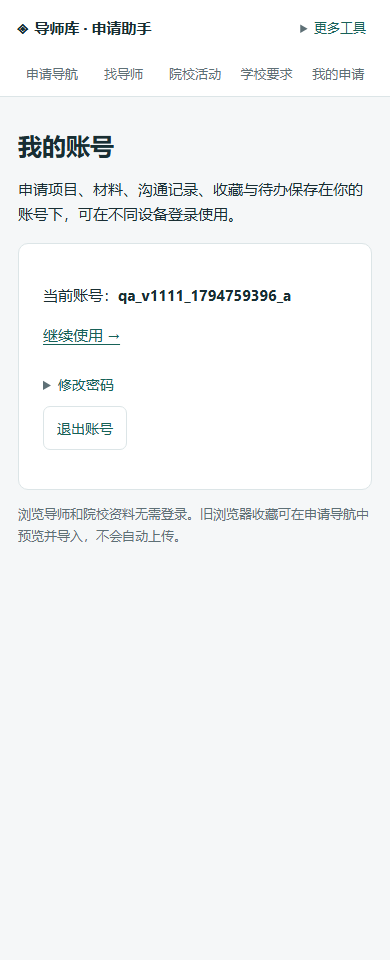 ◈ 导师库 · 申请助手
▶ 更多工具
申请导航 找导师 院校活动 学校要求 我的申请
我的账号
申请项目、材料、沟通记录、收藏与待办保存在你的
账号下，可在不同设备登录使用。
当前账号：qa_v1111_1794759396_a
继续使用 →
▶ 修改密码
退出账号
浏览导师和院校资料无需登录。旧浏览器收藏可在申请导航中
预览并导入，不会自动上传。